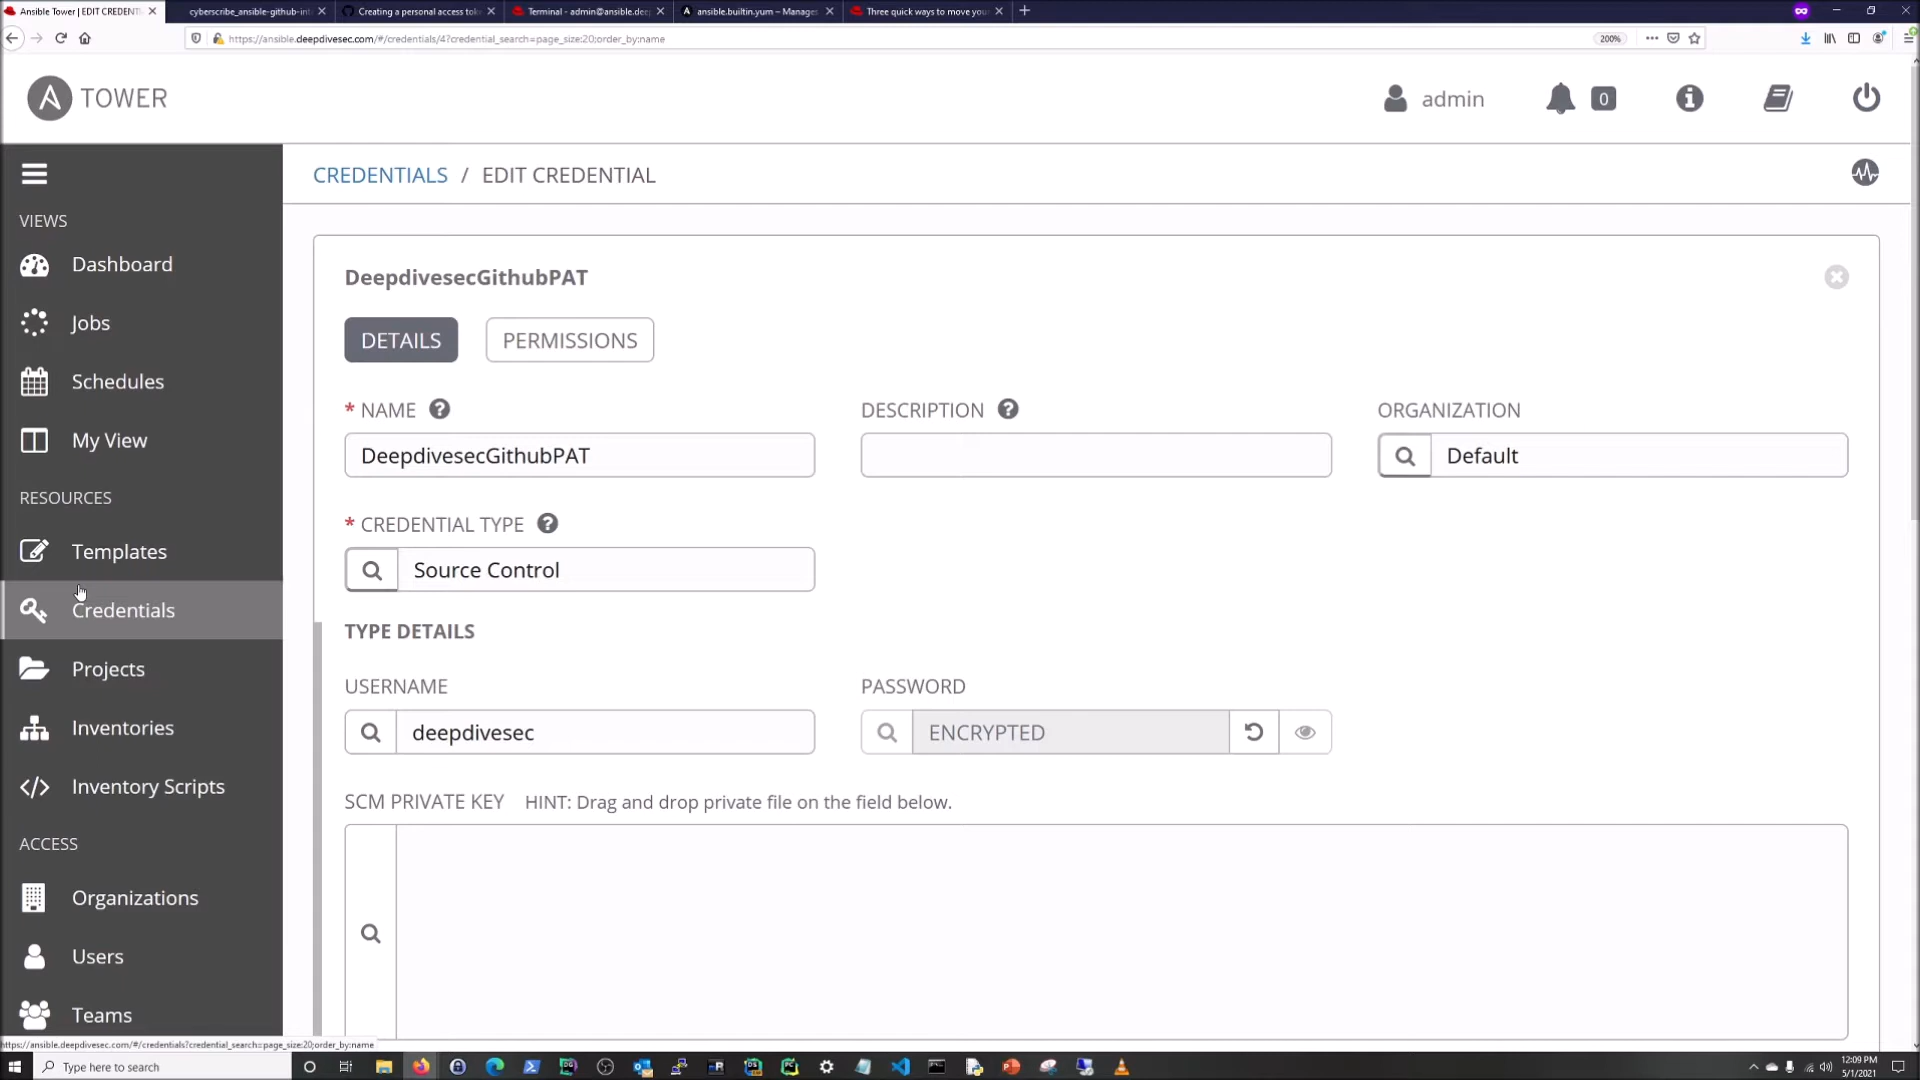 Ansible Tower | EDIT CREDENT
cyberscribe_ansible-github-int
Creating a personal access tok
Terminal - admin@ansible.dee
ansible.builtin.yum – Manages
Three quick ways to move you
https://ansible.deepdivesec.com/#/credentials/4?credential_search=page_size:20;order_by:name
200%
TOWER
admin
0
VIEWS
Dashboard
Jobs
Schedules
My View
RESOURCES
Templates
Credentials
Projects
Inventories
Inventory Scripts
ACCESS
Organizations
Users
Teams
CREDENTIALS / EDIT CREDENTIAL
DeepdivesecGithubPAT
DETAILS
PERMISSIONS
* NAME
DESCRIPTION
ORGANIZATION
DeepdivesecGithubPAT
Default
* CREDENTIAL TYPE
Source Control
TYPE DETAILS
USERNAME
PASSWORD
deepdivesec
ENCRYPTED
SCM PRIVATE KEY HINT: Drag and drop private file on the field below.
https://ansible.deepdivesec.com/#/credentials?credential_search=page_size:20;order_by:name
Type here to search
12:09 PM
5/1/2021